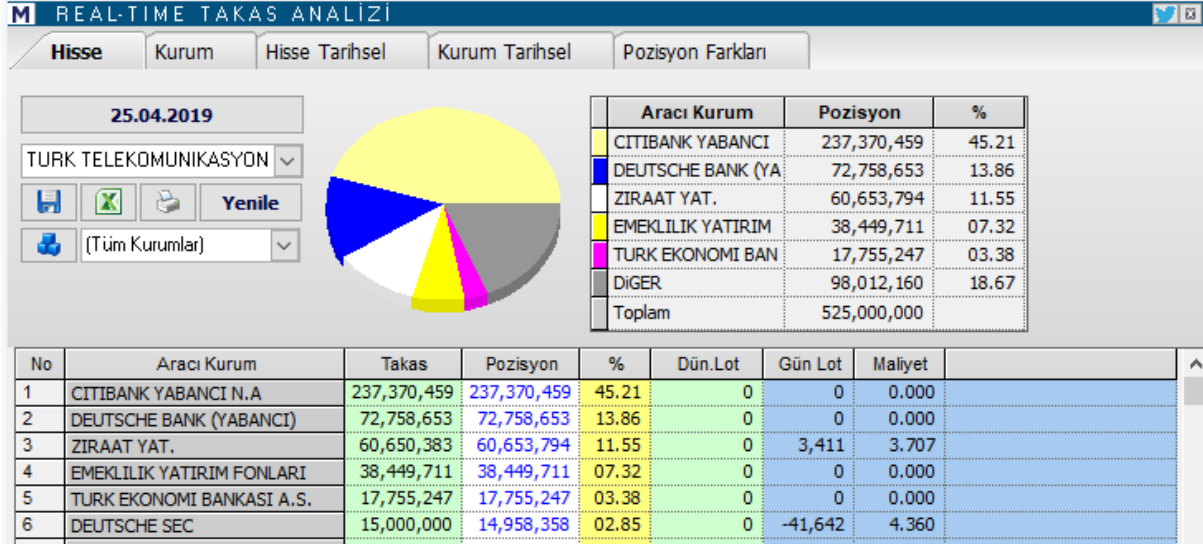 M REAL-TIME TAKAS ANALİZİ
Hisse Kurum Hisse Tarihsel Kurum Tarihsel Pozisyon Farkları
25.04.2019
TURK TELEKOMUNIKASYON
Yenile
(Tüm Kurumlar)
Aracı Kurum Pozisyon %
CITIBANK YABANCI 237,370,459 45.21
DEUTSCHE BANK (YA 72,758,653 13.86
ZIRAAT YAT. 60,653,794 11.55
EMEKLILIK YATIRIM 38,449,711 07.32
TURK EKONOMI BAN 17,755,247 03.38
DiGER 98,012,160 18.67
Toplam 525,000,000
No Aracı Kurum Takas Pozisyon % Dün.Lot Gün Lot Maliyet
1 CITIBANK YABANCI N.A 237,370,459 237,370,459 45.21 0 0 0.000
2 DEUTSCHE BANK (YABANCI) 72,758,653 72,758,653 13.86 0 0 0.000
3 ZIRAAT YAT. 60,650,383 60,653,794 11.55 0 3,411 3.707
4 EMEKLILIK YATIRIM FONLARI 38,449,711 38,449,711 07.32 0 0 0.000
5 TURK EKONOMI BANKASI A.S. 17,755,247 17,755,247 03.38 0 0 0.000
6 DEUTSCHE SEC 15,000,000 14,958,358 02.85 0 -41,642 4.360